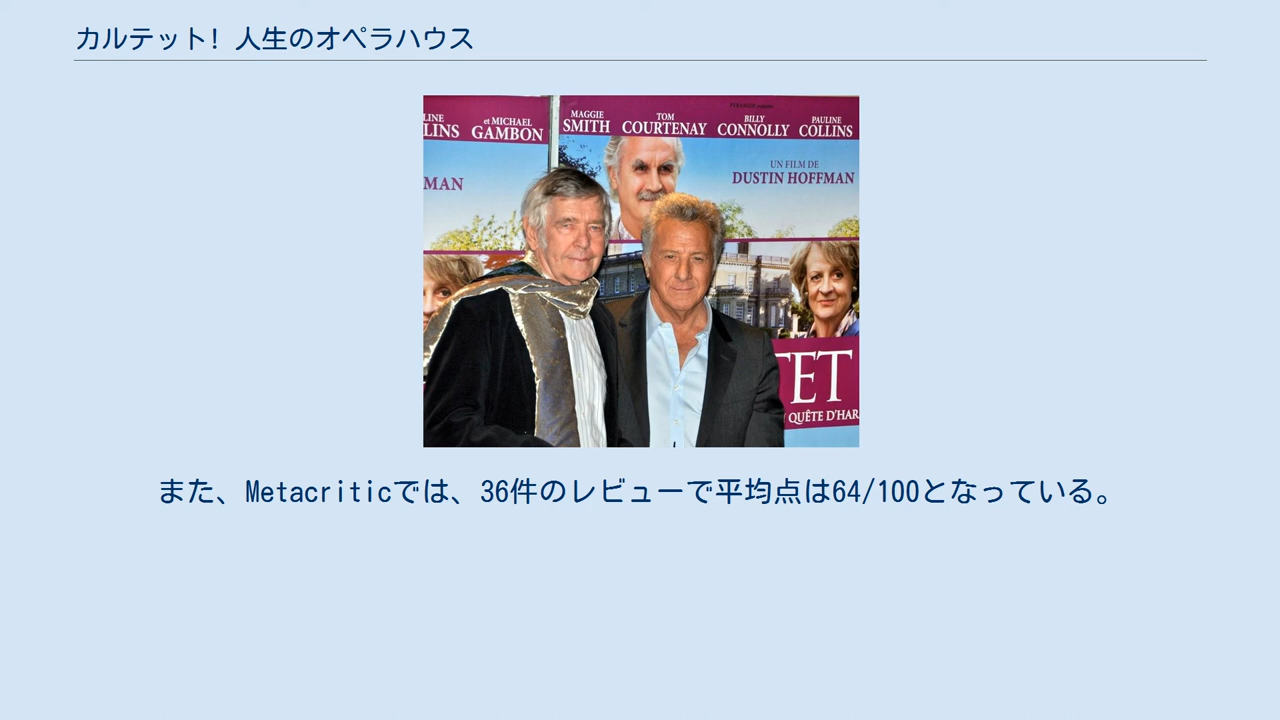 カルテット! 人生のオペラハウス
LINE
LINS
et MICHAEL
GAMBON
MAGGIE
SMITH
TOM
COURTENAY
BILLY
CONNOLLY
PAULINE
COLLINS
MAN
UN FILM DE
DUSTIN HOFFMAN
TET
QUÊTE D'HAR
また、Metacriticでは、36件のレビューで平均点は64/100となっている。